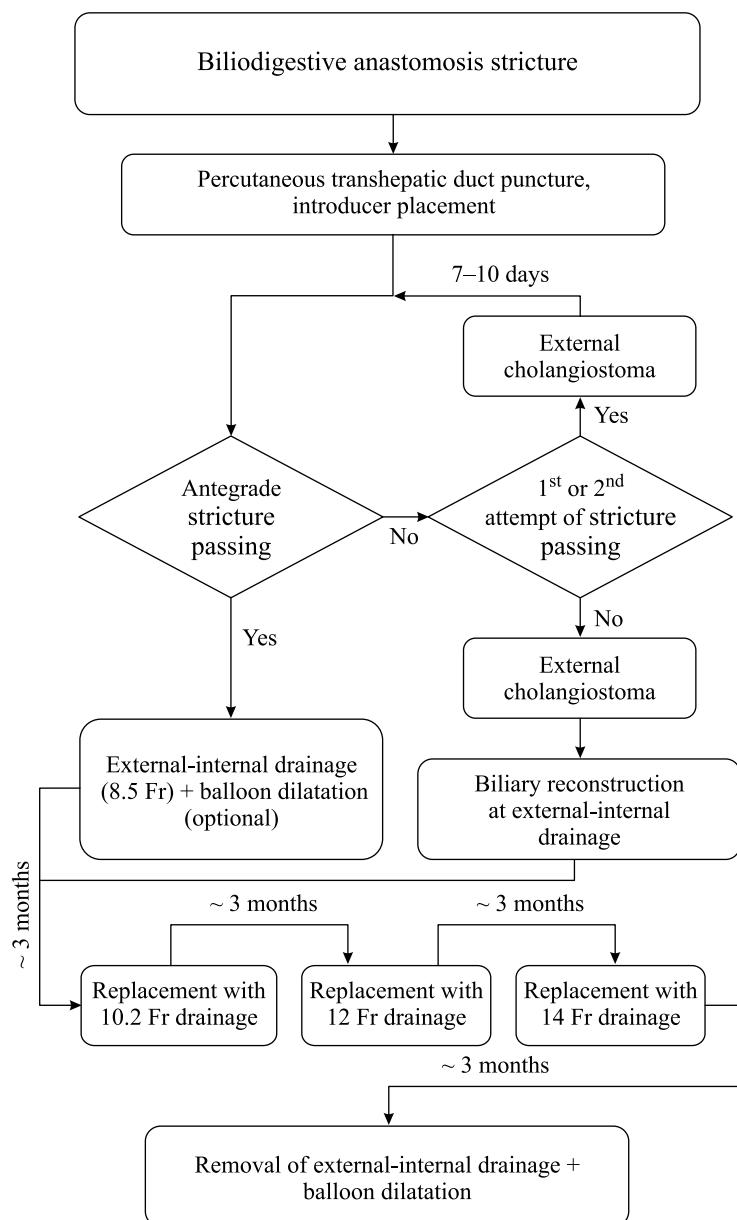 Biliodigestive anastomosis stricture
Percutaneous transhepatic duct puncture,
introducer placement
7–10 days
External
cholangiostoma
Yes
Antegrade
stricture
passing
No
1st or 2nd
attempt of stricture
passing
Yes
No
External
cholangiostoma
External-internal drainage
(8.5 Fr) + balloon dilatation
(optional)
Biliary reconstruction
at external-internal
drainage
~ 3 months
~ 3 months
~ 3 months
Replacement with
10.2 Fr drainage
Replacement with
12 Fr drainage
Replacement with
14 Fr drainage
~ 3 months
Removal of external-internal drainage +
balloon dilatation